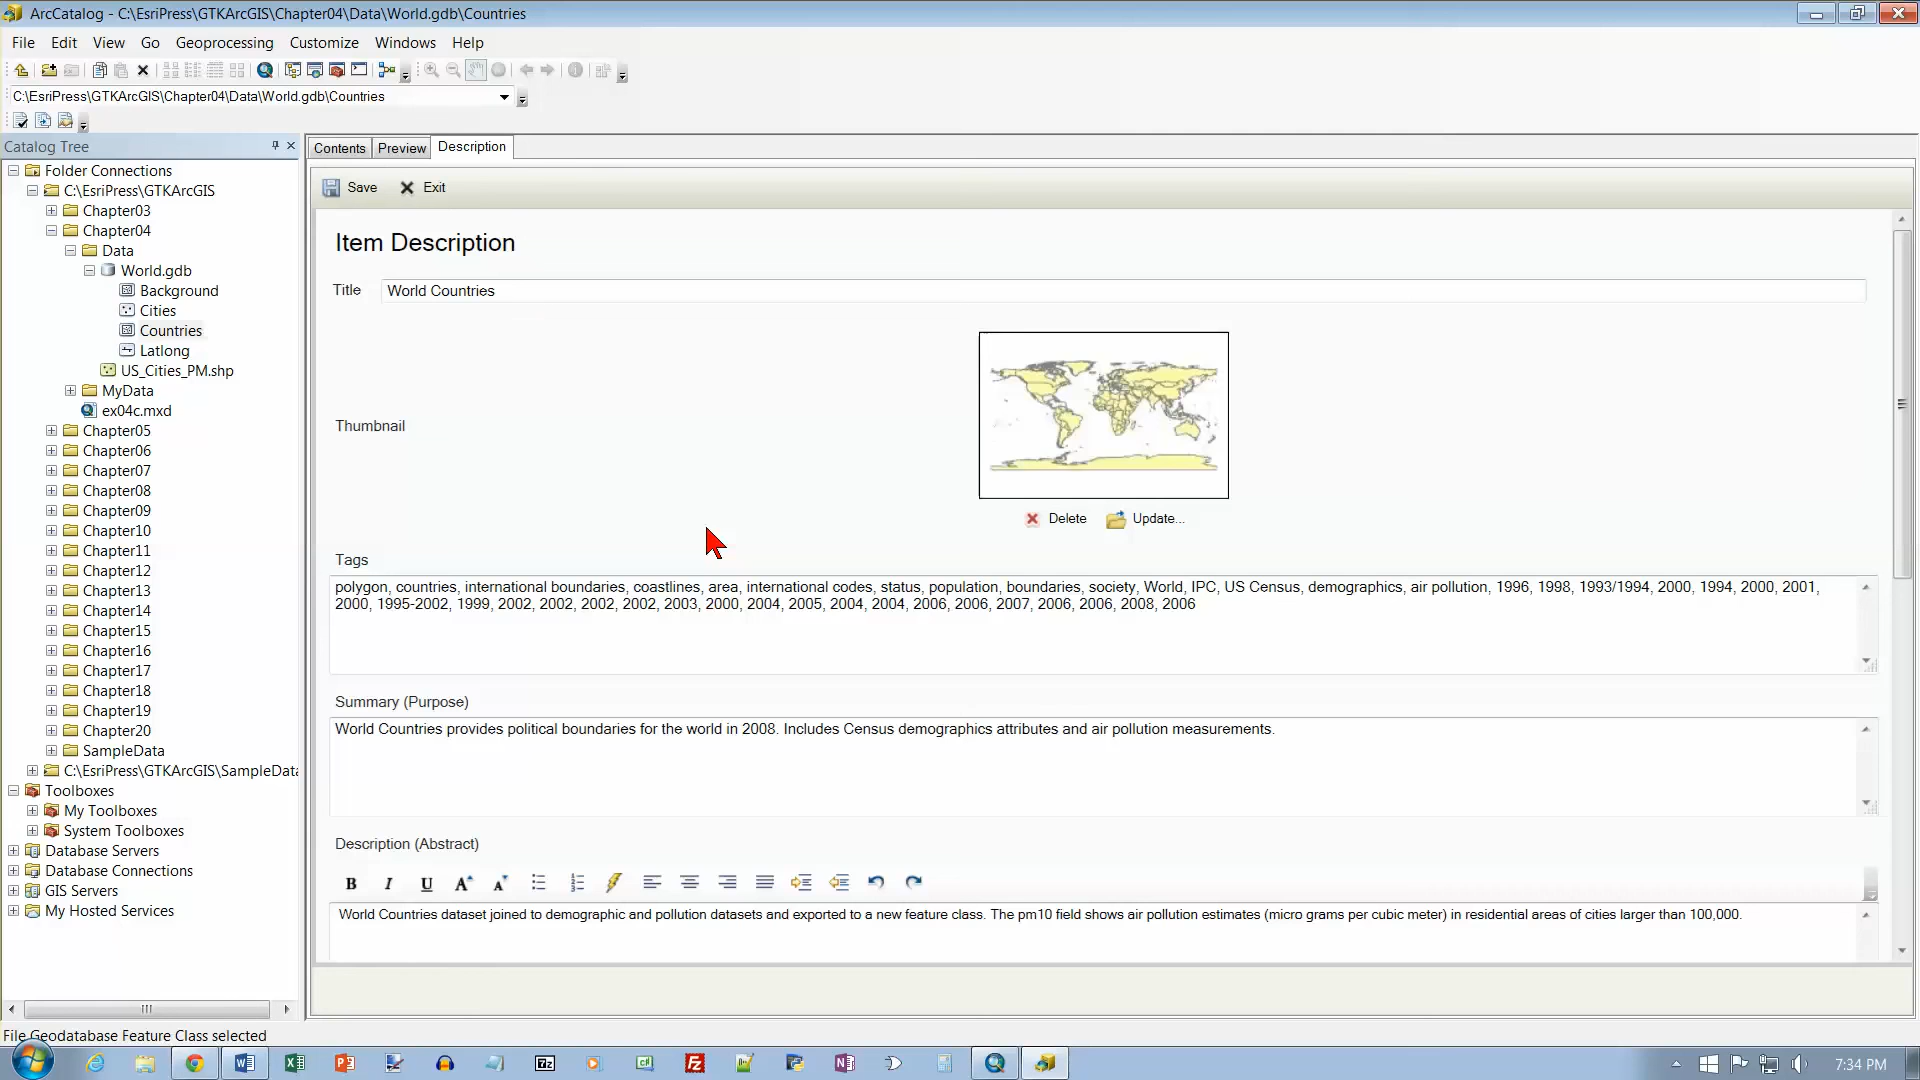 ArcCatalog - C:\EsriPress\GTKArcGIS\Chapter04\Data\World.gdb\Countries
File Edit View Go Geoprocessing Customize Windows Help
C:\EsriPress\GTKArcGIS\Chapter04\Data\World.gdb\Countries
Catalog Tree
Folder Connections
C:\EsriPress\GTKArcGIS
Chapter03
Chapter04
Data
World.gdb
Background
Cities
Countries
Latlong
US_Cities_PM.shp
MyData
ex04c.mxd
Chapter05
Chapter06
Chapter07
Chapter08
Chapter09
Chapter10
Chapter11
Chapter12
Chapter13
Chapter14
Chapter15
Chapter16
Chapter17
Chapter18
Chapter19
Chapter20
SampleData
C:\EsriPress\GTKArcGIS\SampleData
Toolboxes
My Toolboxes
System Toolboxes
Database Servers
Database Connections
GIS Servers
My Hosted Services
Contents Preview Description
Save Exit
Item Description
Title World Countries
Thumbnail
Delete Update...
Tags
polygon, countries, international boundaries, coastlines, area, international codes, status, population, boundaries, society, World, IPC, US Census, demographics, air pollution, 1996, 1998, 1993/1994, 2000, 1994, 2000, 2001,
2000, 1995-2002, 1999, 2002, 2002, 2002, 2002, 2003, 2000, 2004, 2005, 2004, 2004, 2006, 2006, 2007, 2006, 2006, 2008, 2006
Summary (Purpose)
World Countries provides political boundaries for the world in 2008. Includes Census demographics attributes and air pollution measurements.
Description (Abstract)
B I U A A
World Countries dataset joined to demographic and pollution datasets and exported to a new feature class. The pm10 field shows air pollution estimates (micro grams per cubic meter) in residential areas of cities larger than 100,000.
File Geodatabase Feature Class selected
7:34 PM